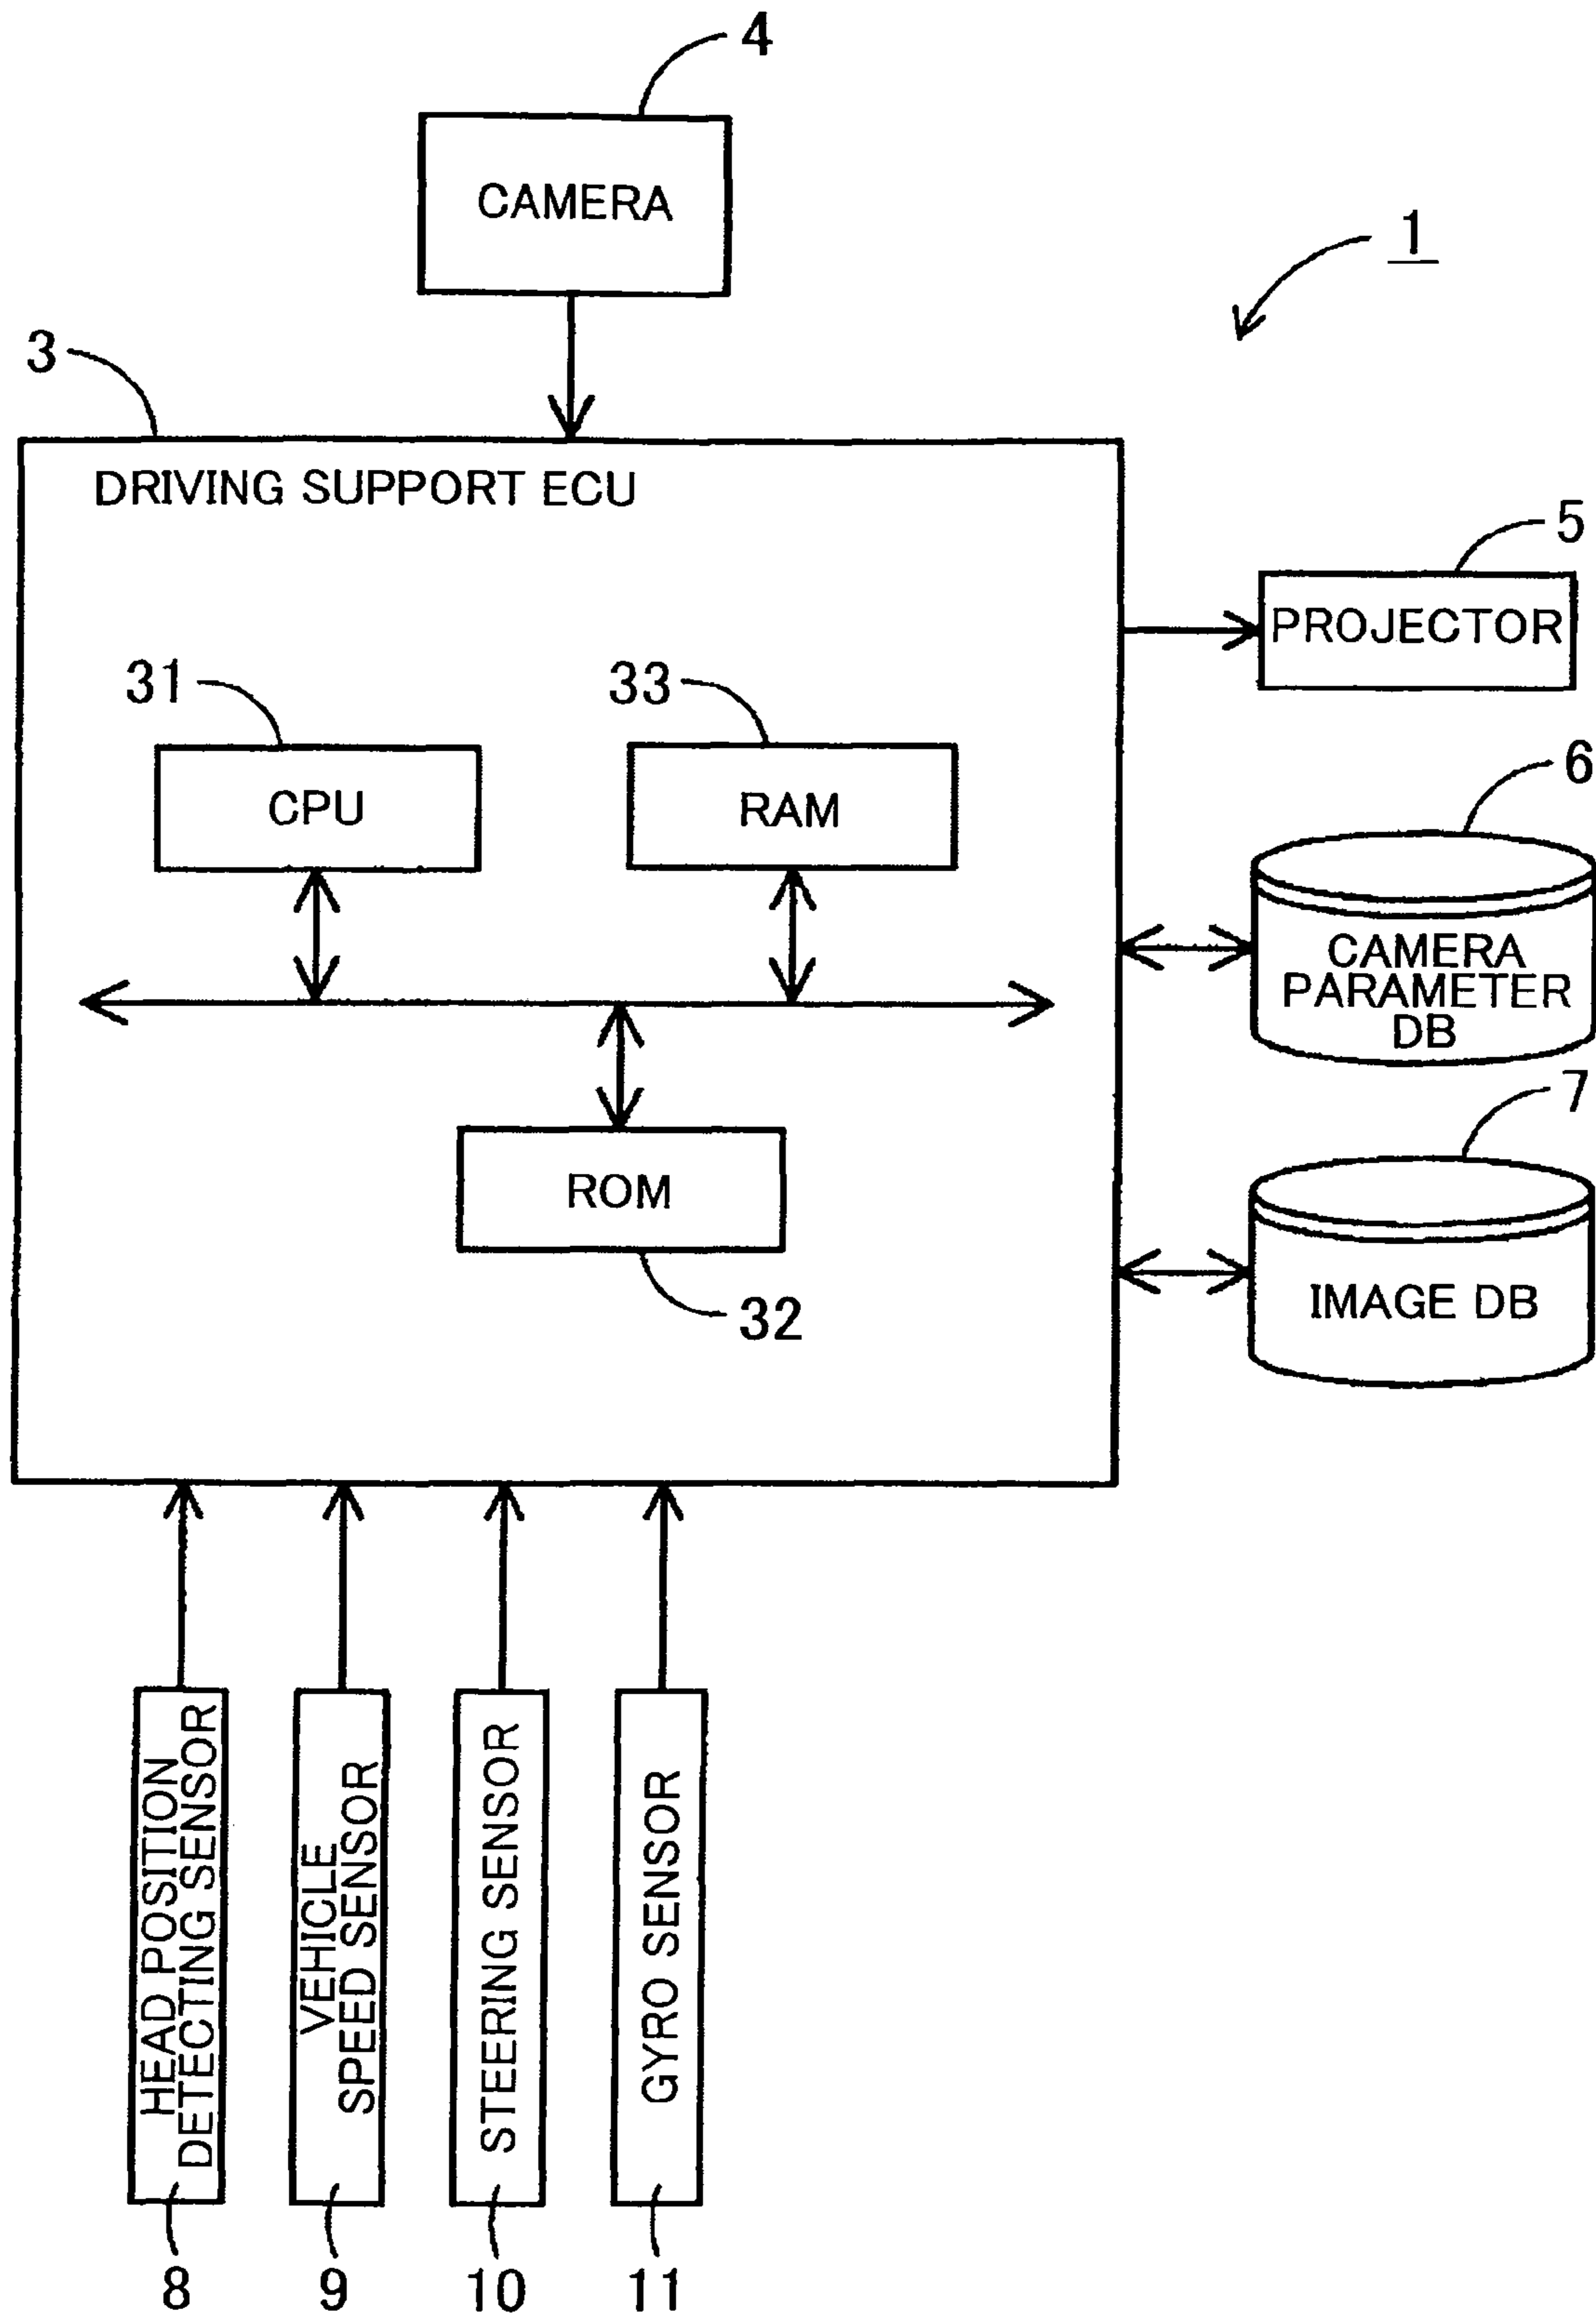 4
CAMERA
1
3
DRIVING SUPPORT ECU
5
PROJECTOR
31
33
CPU
RAM
6
CAMERA
PARAMETER
DB
7
ROM
32
IMAGE DB
HEAD POSITION
DETECTING SENSOR
VEHICLE
SPEED SENSOR
STEERING SENSOR
GYRO SENSOR
8
9
10
11